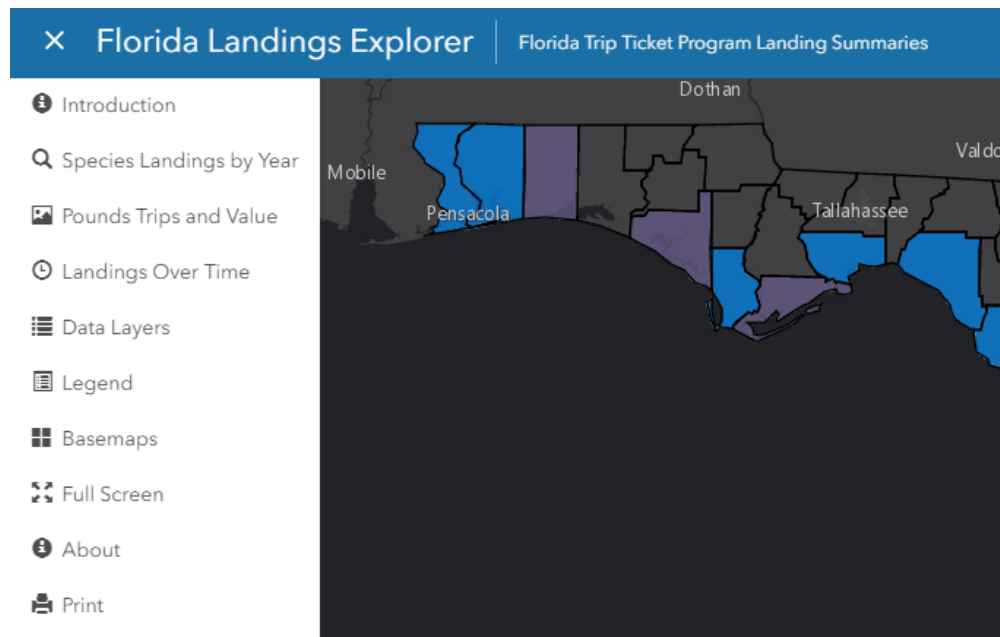 × Florida Landings Explorer
Florida Trip Ticket Program Landing Summaries
Introduction
Species Landings by Year
Pounds Trips and Value
Landings Over Time
Data Layers
Legend
Basemaps
Full Screen
About
Print
Dothan
Mobile
Pensacola
Tallahassee